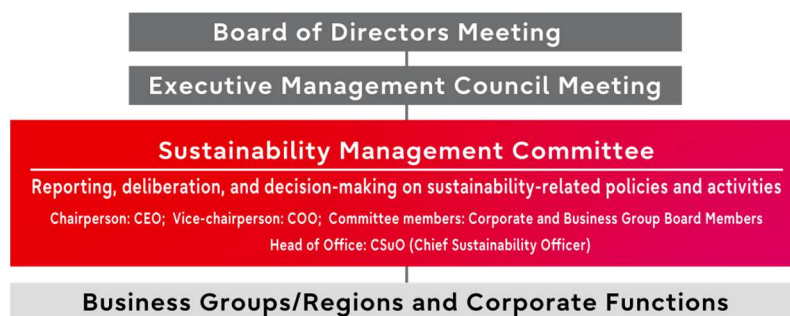 Board of Directors Meeting
Executive Management Council Meeting
Sustainability Management Committee
Reporting, deliberation, and decision-making on sustainability-related policies and activities
Chairperson: CEO; Vice-chairperson: COO; Committee members: Corporate and Business Group Board Members
Head of Office: CSuO (Chief Sustainability Officer)
Business Groups/Regions and Corporate Functions